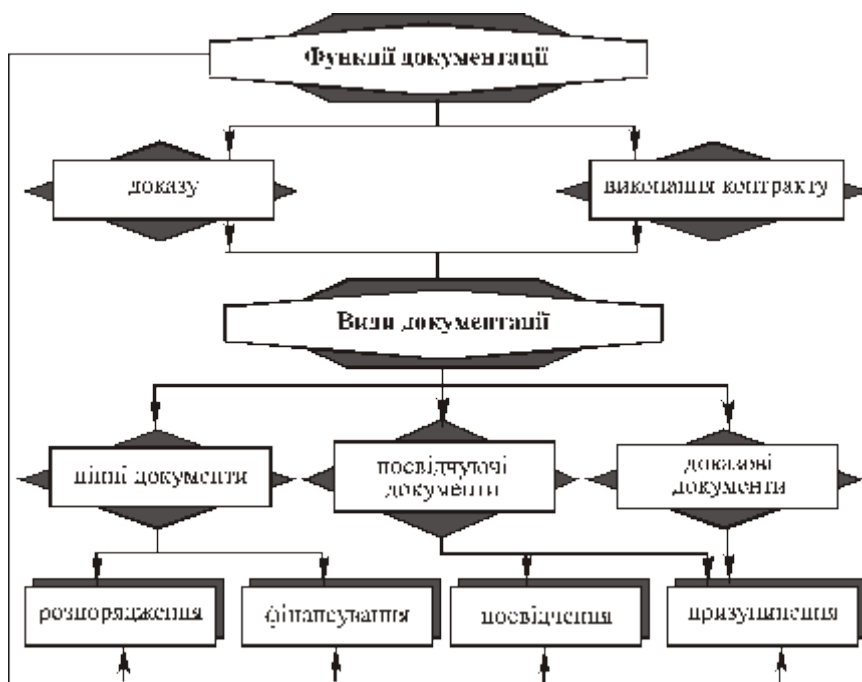 Функції документації
доказу
виконання контракту
Види документації
цінні документи
посвідчуючі
документи
доказові
документи
розпорядження
фінансування
посвідчення
призупинення